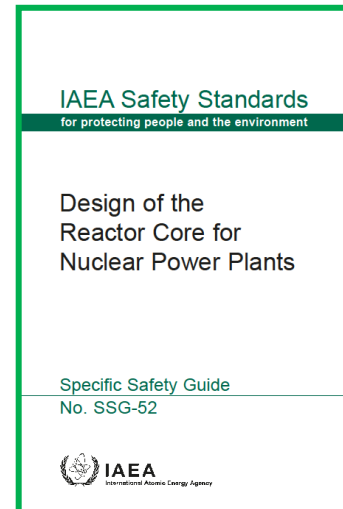 IAEA Safety Standards
for protecting people and the environment
Design of the
Reactor Core for
Nuclear Power Plants
Specific Safety Guide
No. SSG-52
IAEA
International Atomic Energy Agency